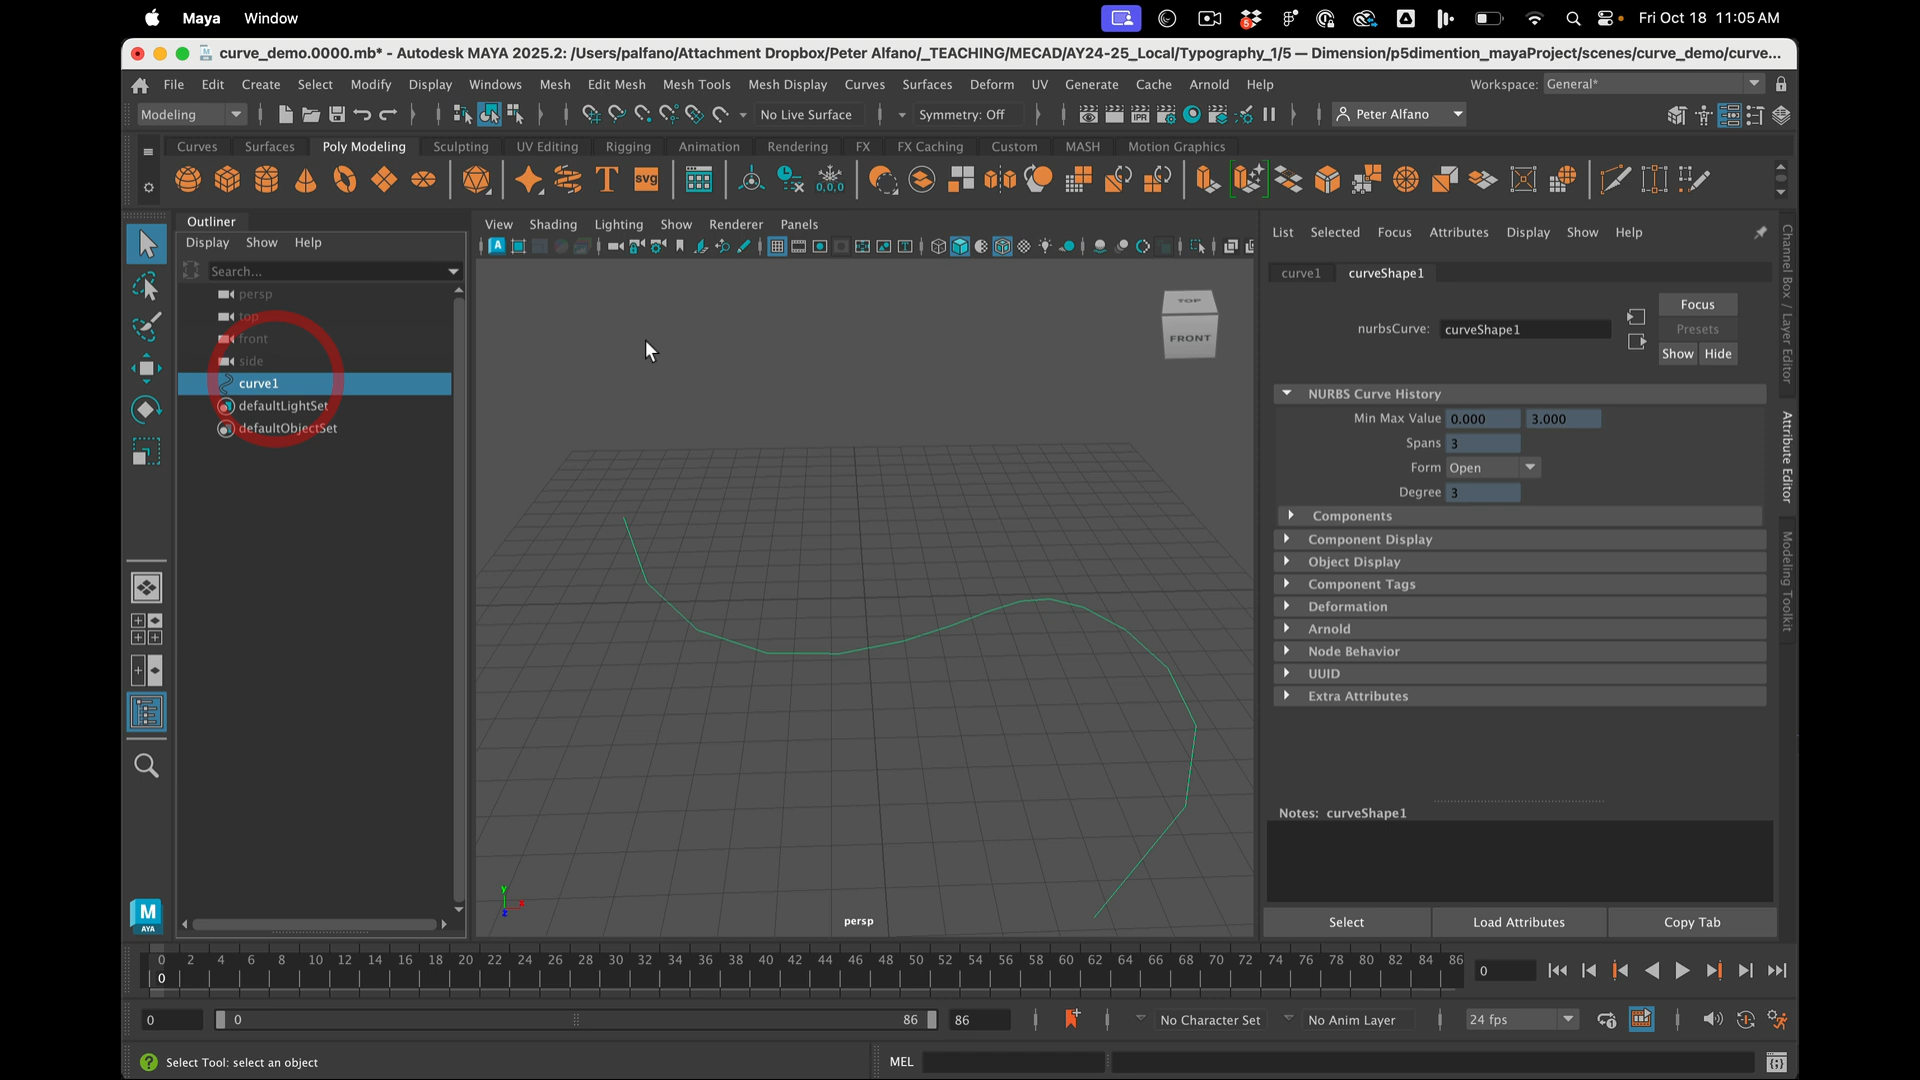 Maya Window
5
Fri Oct 18 11:05 AM
curve_demo.0000.mb* - Autodesk MAYA 2025.2: /Users/palfano/Attachment Dropbox/Peter Alfano/_TEACHING/MECAD/AY24-25_Local/Typography_1/5 — Dimension/p5dimention_mayaProject/scenes/curve_demo/curve...
File Edit Create Select Modify Display Windows Mesh Edit Mesh Mesh Tools Mesh Display Curves Surfaces Deform UV Generate Cache Arnold Help
Workspace: General*
Modeling
No Live Surface
Symmetry: Off
IPR
Peter Alfano
Curves Surfaces Poly Modeling Sculpting UV Editing Rigging Animation Rendering FX FX Caching Custom MASH Motion Graphics
T svg
0,0,0
Outliner
Display Show Help
Search...
persp
top
front
side
curve1
defaultLightSet
defaultObjectSet
View Shading Lighting Show Renderer Panels
TOP
FRONT
y
x
z
persp
List Selected Focus Attributes Display Show Help
curve1 curveShape1
nurbsCurve: curveShape1
Focus
Presets
Show Hide
NURBS Curve History
Min Max Value 0.000 3.000
Spans 3
Form Open
Degree 3
Components
Component Display
Object Display
Component Tags
Deformation
Arnold
Node Behavior
UUID
Extra Attributes
Notes: curveShape1
Select Load Attributes Copy Tab
Channel Box / Layer Editor
Attribute Editor
Modeling Toolkit
M
AYA
0 2 4 6 8 10 12 14 16 18 20 22 24 26 28 30 32 34 36 38 40 42 44 46 48 50 52 54 56 58 60 62 64 66 68 70 72 74 76 78 80 82 84 86
0
0
0 0 86 86
No Character Set No Anim Layer 24 fps
Select Tool: select an object
MEL